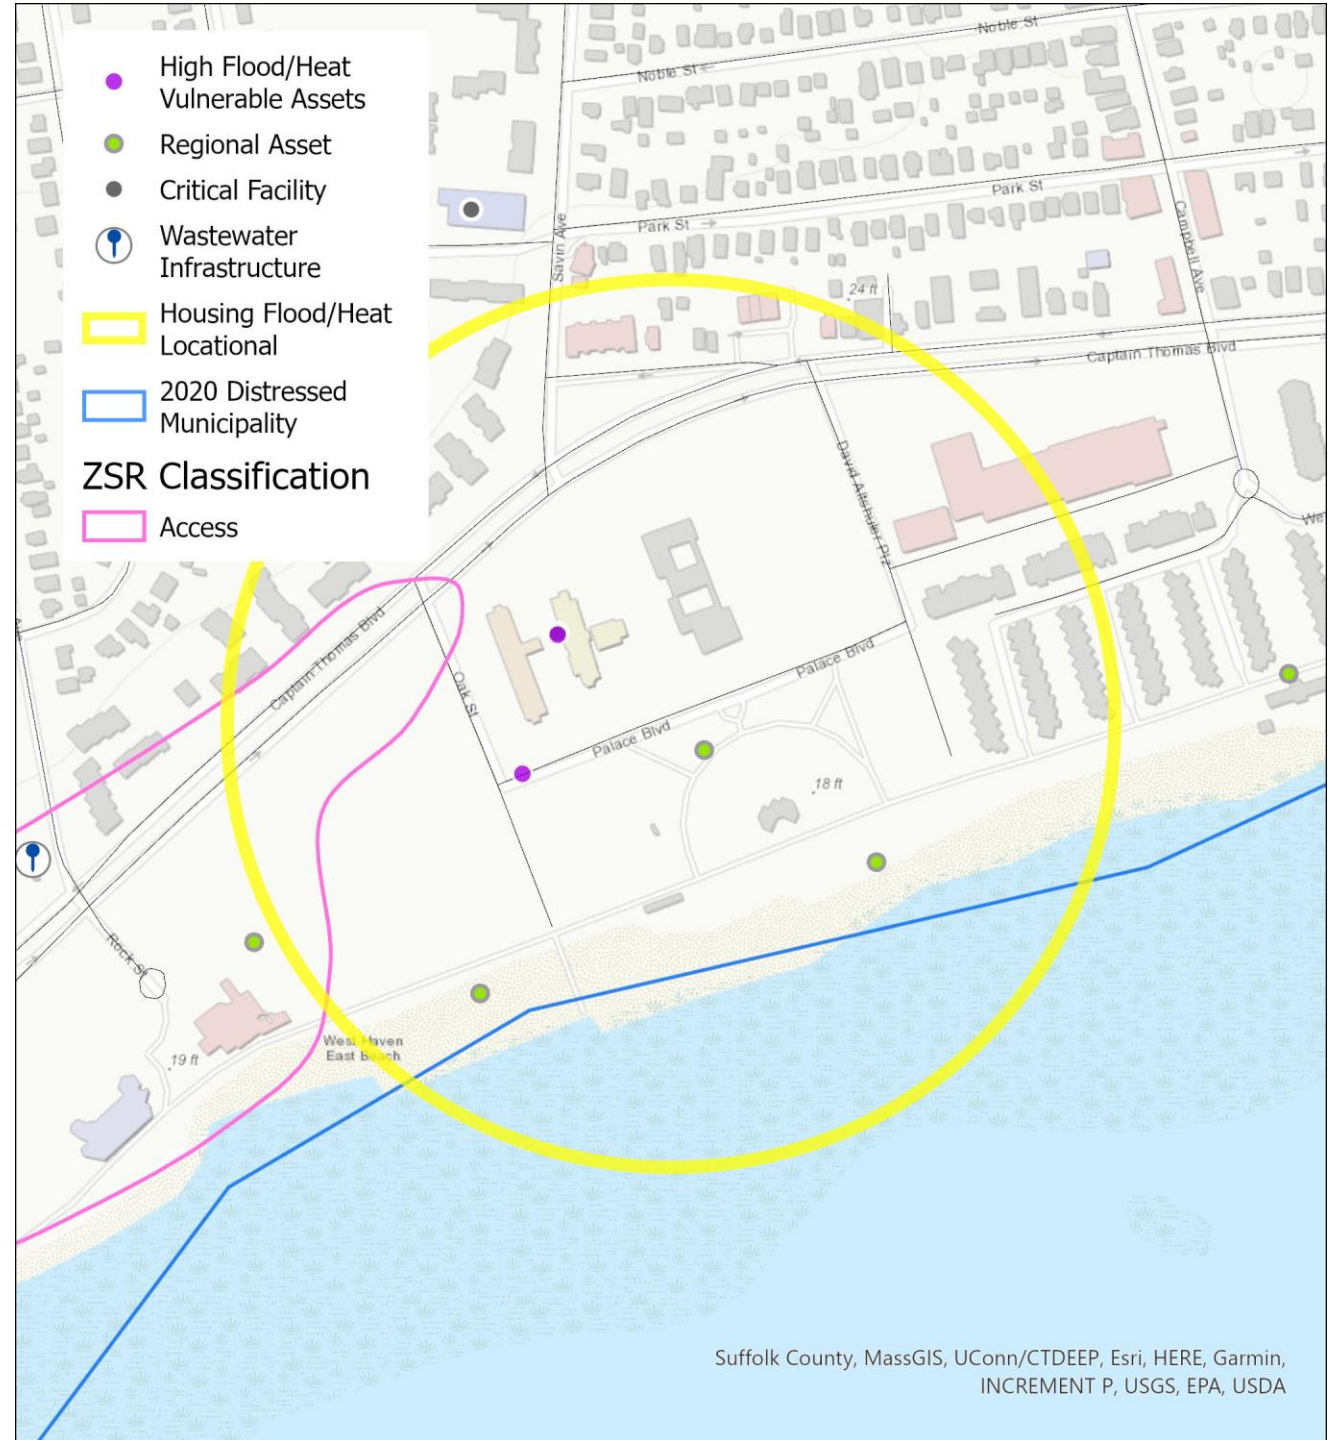 High Flood/Heat
Vulnerable Assets
Regional Asset
Critical Facility
Wastewater
Infrastructure
Housing Flood/Heat
Locational
2020 Distressed
Municipality
ZSR Classification
Access
Noble St
Noble St
Park St
Park St
Savin Ave
Campbell Ave
24 ft
Captain Thomas Blvd
David Altshuler Plz
We
Captain Thomas Blvd
Oak St
Palace Blvd
Palace Blvd
18 ft
Rock St
West Haven
East Beach
19 ft
Suffolk County, MassGIS, UConn/CTDEEP, Esri, HERE, Garmin,
INCREMENT P, USGS, EPA, USDA